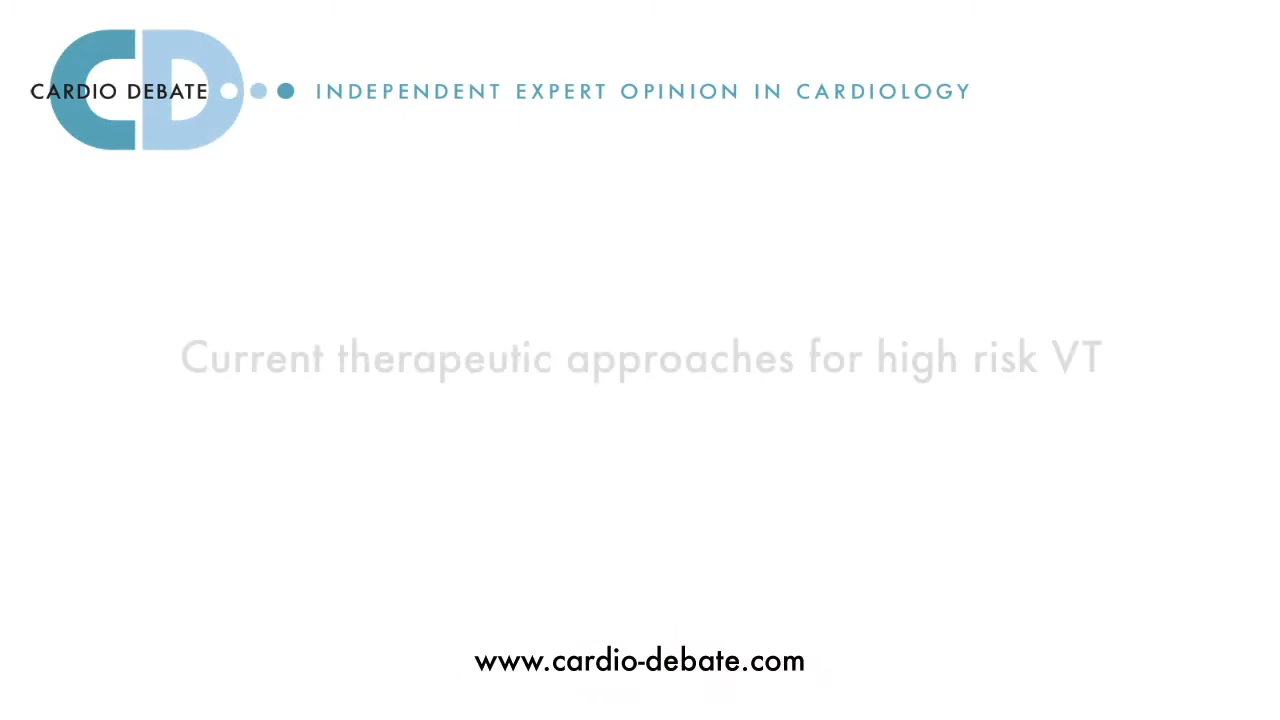 CARDIO DEBATE
INDEPENDENT EXPERT OPINION IN CARDIOLOGY
Current therapeutic approaches for high risk VT
www.cardio-debate.com